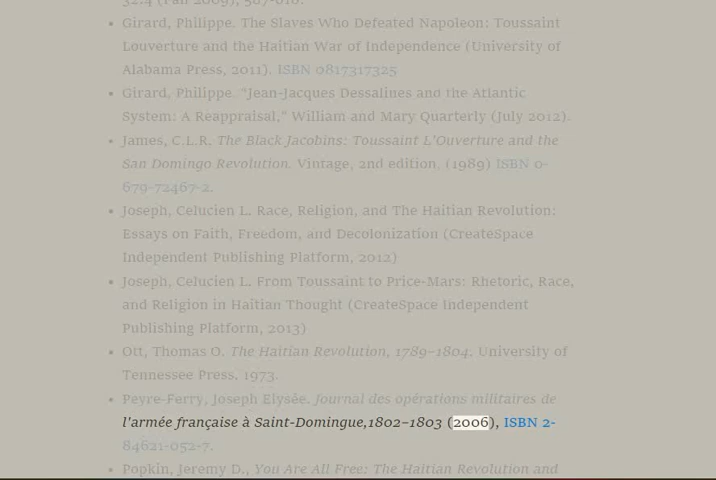 32:4 (Fall 2009), 587–618.
Girard, Philippe. The Slaves Who Defeated Napoleon: Toussaint
Louverture and the Haitian War of Independence (University of
Alabama Press, 2011). ISBN 0817317325
Girard, Philippe. "Jean-Jacques Dessalines and the Atlantic
System: A Reappraisal," William and Mary Quarterly (July 2012).
James, C.L.R. The Black Jacobins: Toussaint L'Ouverture and the
San Domingo Revolution. Vintage, 2nd edition, (1989) ISBN 0-
679-72467-2.
Joseph, Celucien L. Race, Religion, and The Haitian Revolution:
Essays on Faith, Freedom, and Decolonization (CreateSpace
Independent Publishing Platform, 2012)
Joseph, Celucien L. From Toussaint to Price-Mars: Rhetoric, Race,
and Religion in Haitian Thought (CreateSpace Independent
Publishing Platform, 2013)
Ott, Thomas O. The Haitian Revolution, 1789–1804. University of
Tennessee Press, 1973.
Peyre-Ferry, Joseph Elysée. Journal des opérations militaires de
l'armée française à Saint-Domingue,1802–1803 (2006), ISBN 2-
84621-052-7.
Popkin, Jeremy D., You Are All Free: The Haitian Revolution and